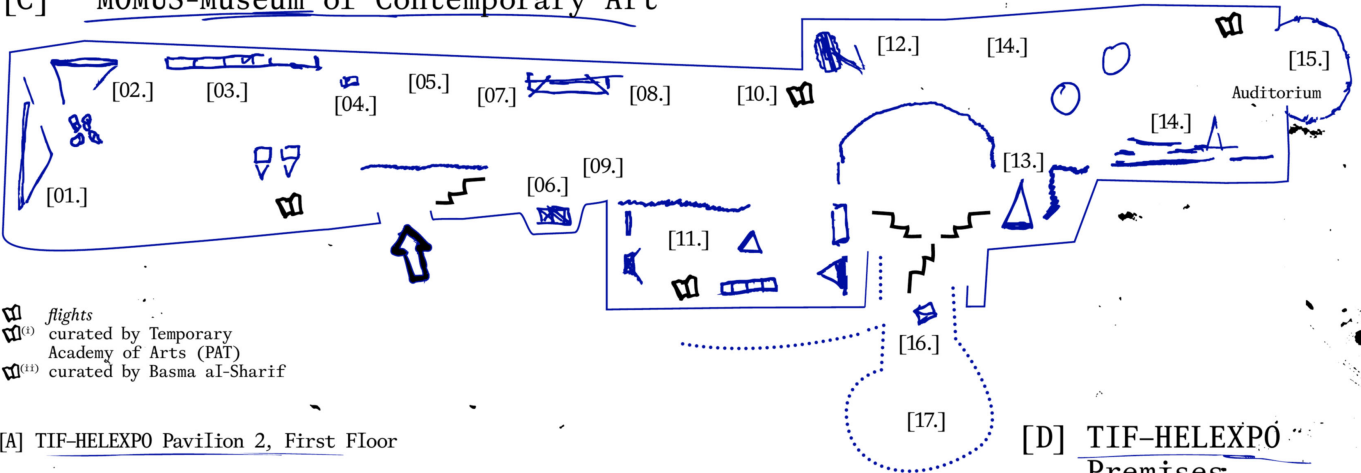 [C] MOMUS-Museum of Contemporary Art
[12.] [14.]
[15.]
[02.] [03.] [04.] [05.] [07.] [08.] [10.]
Auditorium
[14.]
[13.]
[01.] [06.] [09.]
[11.]
flights
(i) curated by Temporary
Academy of Arts (PAT)
(ii) curated by Basma al-Sharif
[16.]
[17.]
[A] TIF-HELEXPO Pavilion 2, First Floor
[D] TIF-HELEXPO
Premises